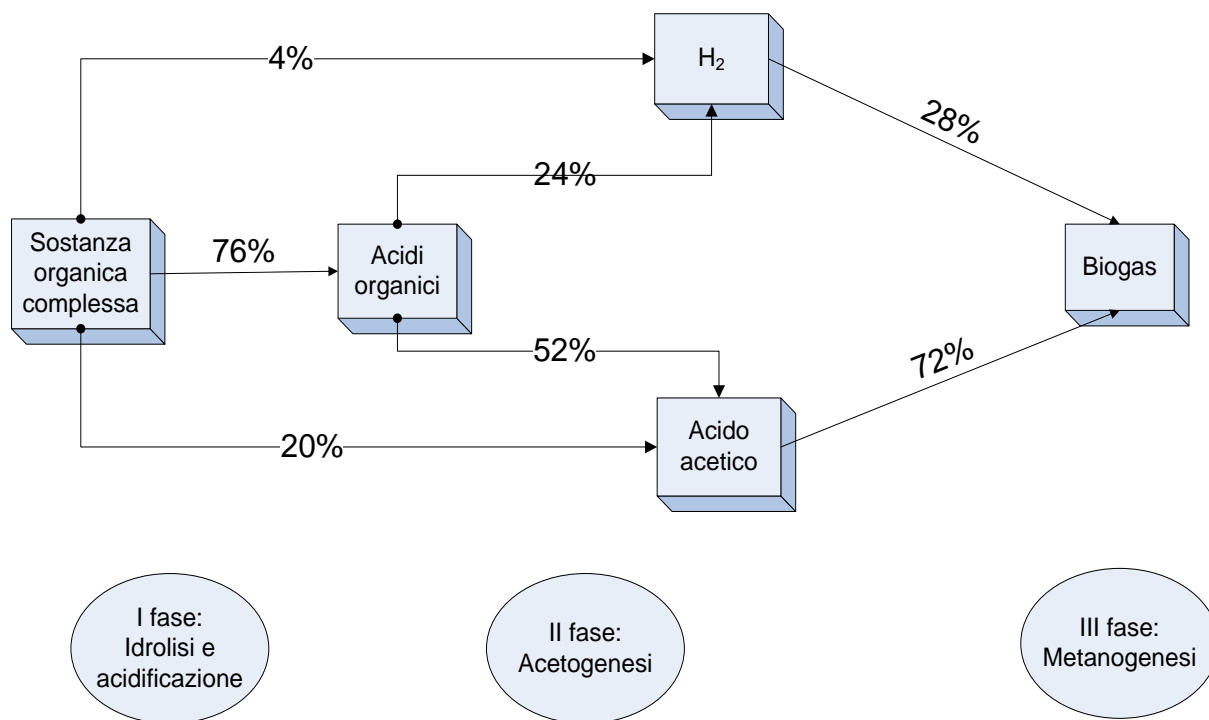 4%
H₂
28%
24%
Sostanza
organica
complessa
76%
Acidi
organici
Biogas
52%
72%
20%
Acido
acetico
I fase:
Idrolisi e
acidificazione
II fase:
Acetogenesi
III fase:
Metanogenesi